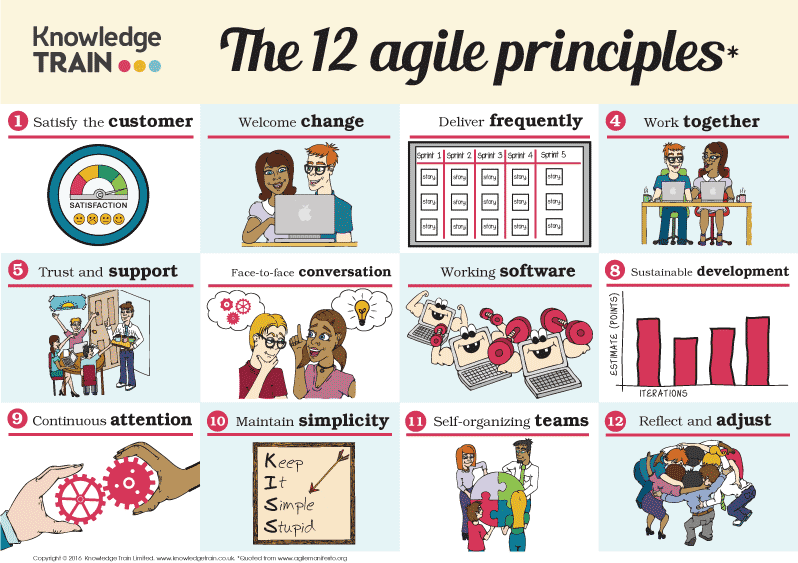 Knowledge
TRAIN
The 12 agile principles*
1 Satisfy the customer
Welcome change
Deliver frequently
4 Work together
SATISFACTION
Sprint 1 Sprint 2 Sprint 3 Sprint 4 Sprint 5
story story story story story
story story story story story
story story story story story
5 Trust and support
Face-to-face conversation
Working software
8 Sustainable development
ESTIMATE (POINTS)
ITERATIONS
9 Continuous attention
10 Maintain simplicity
11 Self-organizing teams
12 Reflect and adjust
Keep
It
Simple
Stupid
Copyright © 2016 Knowledge Train Limited. www.knowledgetrain.co.uk. *Quoted from www.agilemanifesto.org